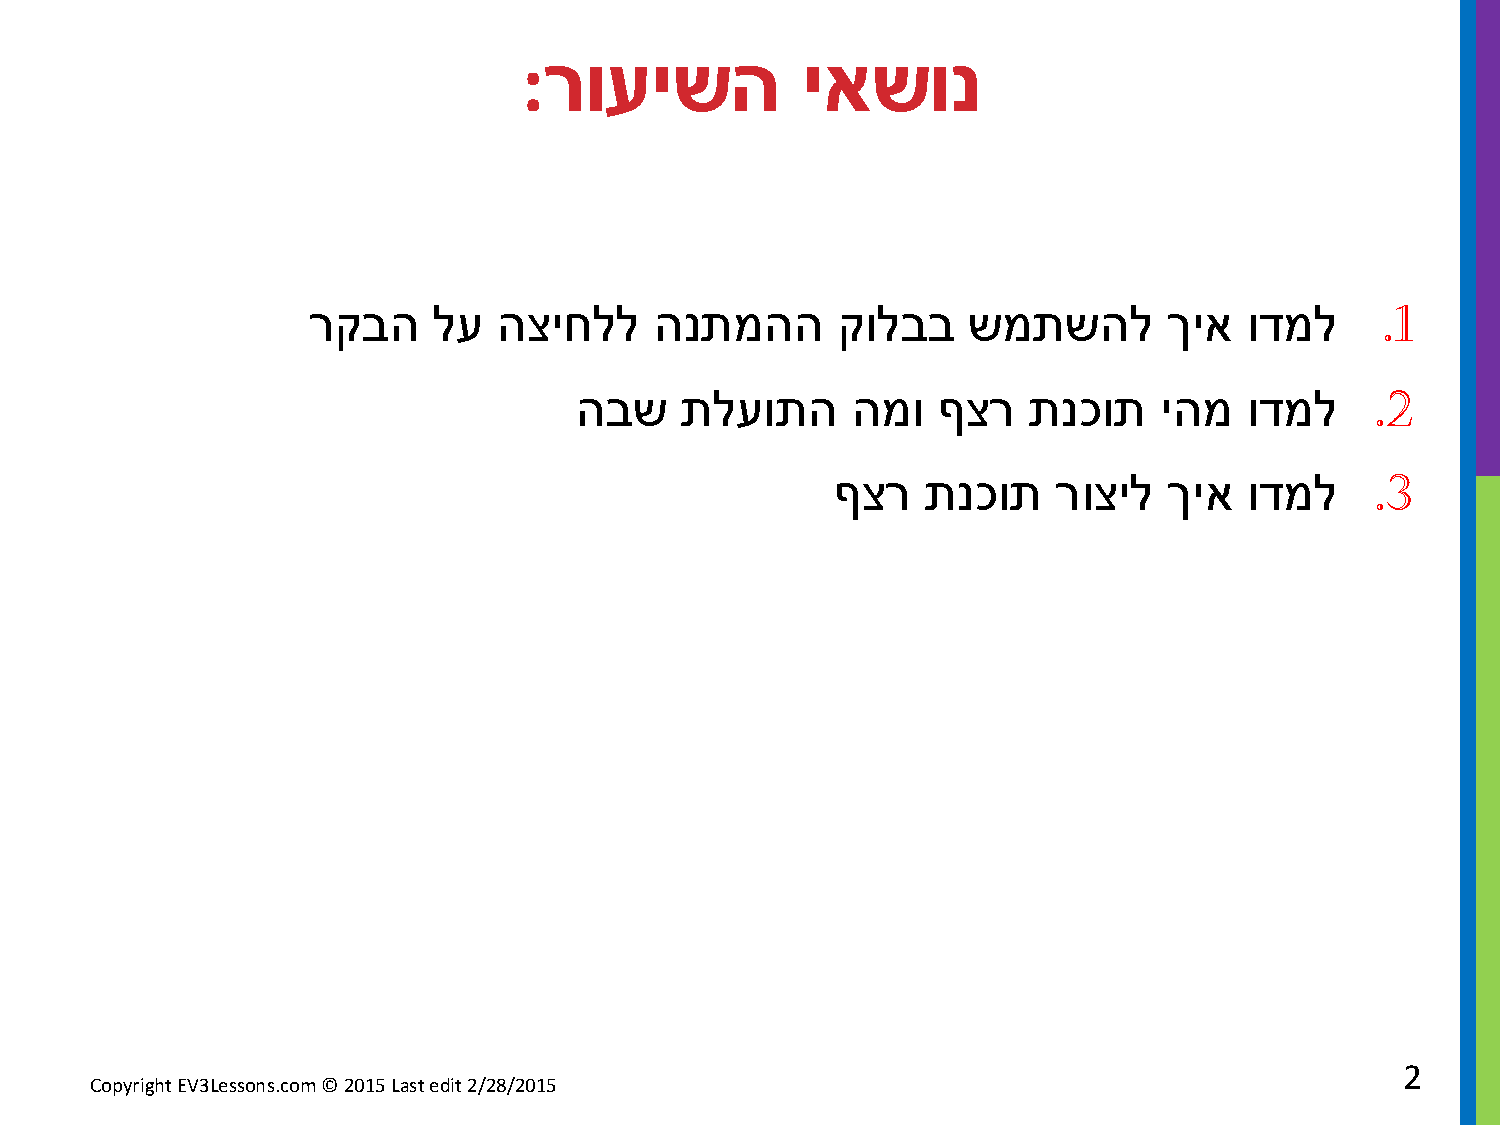 נושאי השיעור:
1. למדו איך להשתמש בבלוק ההמתנה ללחיצה על הבקר
2. למדו מהי תוכנת רצף ומה התועלת שבה
3. למדו איך ליצור תוכנת רצף
Copyright EV3Lessons.com © 2015 Last edit 2/28/2015
2